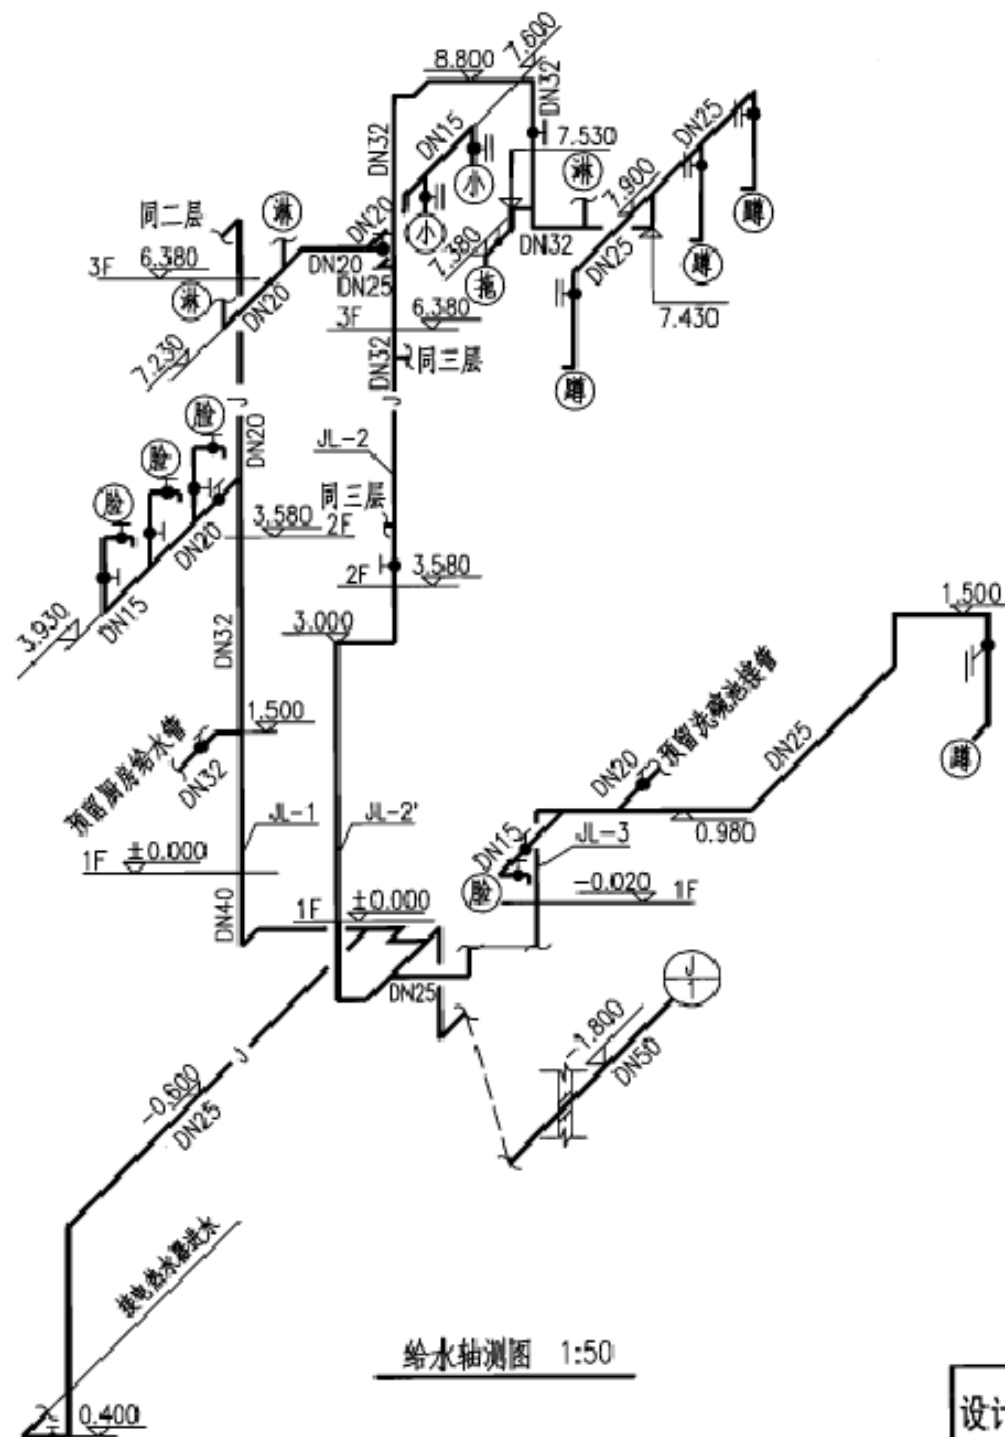 7.600
8.800
DN32
DN25
DN15
DN32
7.530
小
淋
7.900
蹲
同二层
淋
DN20
小
DN32
蹲
3F
6.380
DN20
7.380
拖
DN25
淋
DN20
DN25
6.380
7.430
3F
7.230
DN32
同三层
蹲
J
J
脸
DN20
JL-2
脸
脸
同三层
3.580
2F
DN20
2F
3.580
DN15
3.930
3.000
1.500
DN32
预留洗碗池接管
1.500
预留厨房给水管
DN32
DN20
DN25
蹲
JL-1
JL-2'
DN15
0.980
JL-3
1F
±0.000
脸
-0.020
1F
±0.000
1F
DN40
DN25
J
1
-1.800
DN50
J
-0.600
DN25
接电热水器进水
给水轴测图 1:50
0.400
设计